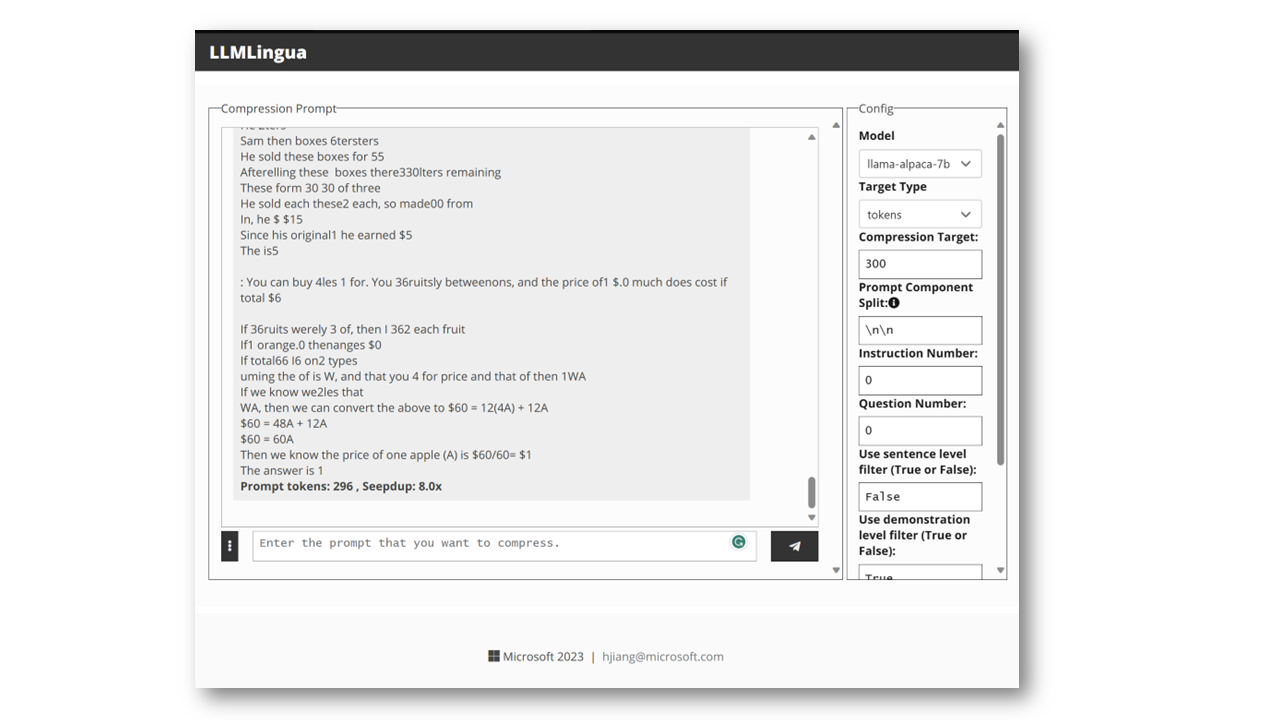 LLMLingua
Compression Prompt
Sam then boxes 6tersters
He sold these boxes for 55
Afterelling these  boxes there330lters remaining
These form 30 30 of three
He sold each these2 each, so made00 from
In, he $ $15
Since his original1 he earned $5
The is5
: You can buy 4les 1 for. You 36ruitsly betweenons, and the price of1 $.0 much does cost if
total $6
If 36ruits werely 3 of, then I 362 each fruit
If1 orange.0 thenanges $0
If total66 I6 on2 types
uming the of is W, and that you 4 for price and that of then 1WA
If we know we2les that
WA, then we can convert the above to $60 = 12(4A) + 12A
$60 = 48A + 12A
$60 = 60A
Then we know the price of one apple (A) is $60/60= $1
The answer is 1
Prompt tokens: 296 , Seepdup: 8.0x
Enter the prompt that you want to compress.
Config
Model
llama-alpaca-7b
Target Type
tokens
Compression Target:
300
Prompt Component
Split:
\n\n
Instruction Number:
0
Question Number:
0
Use sentence level
filter (True or False):
False
Use demonstration
level filter (True or
False):
True
Microsoft 2023 | hjiang@microsoft.com